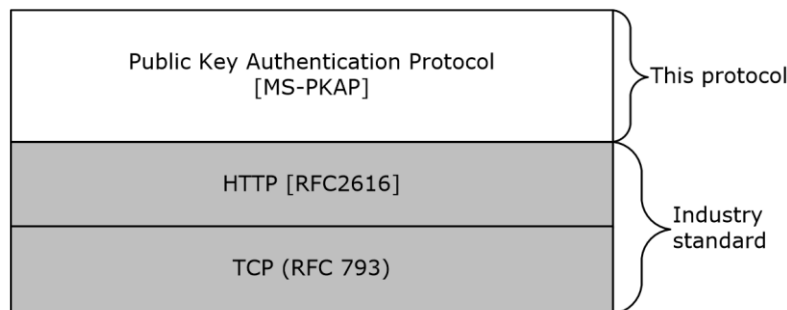 Public Key Authentication Protocol
[MS-PKAP]
This protocol
HTTP [RFC2616]
Industry
standard
TCP (RFC 793)